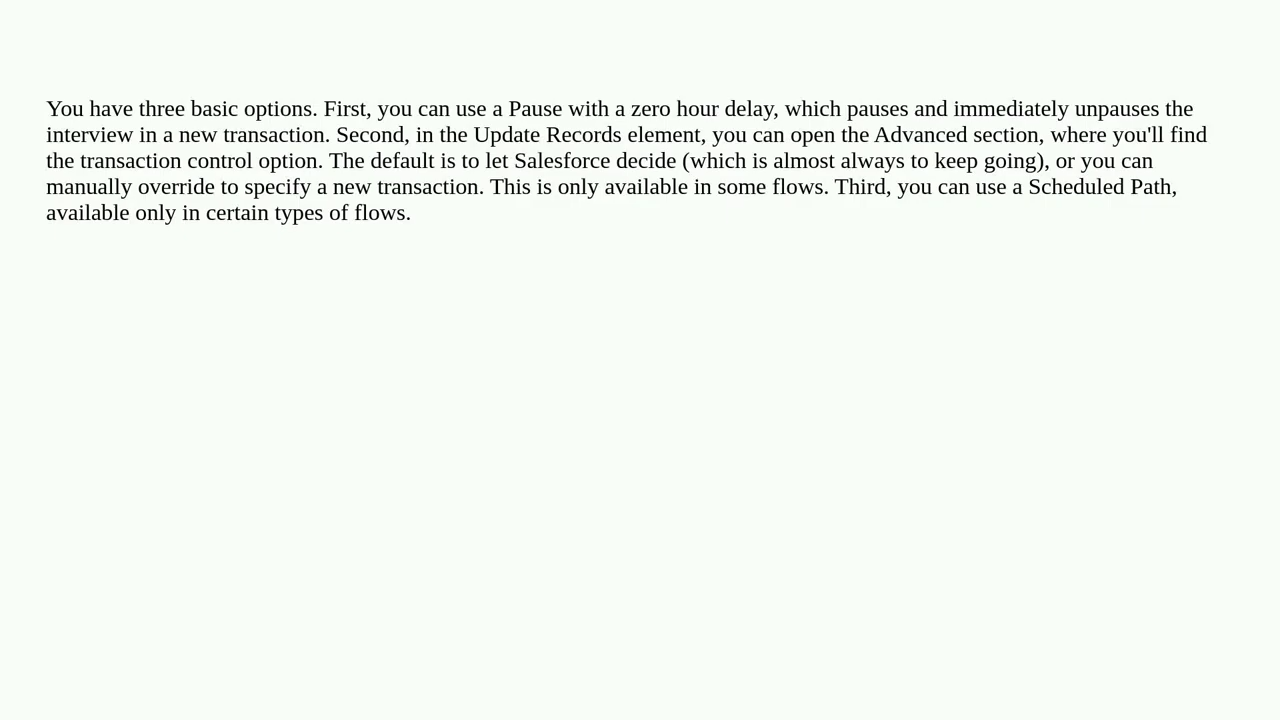 You have three basic options. First, you can use a Pause with a zero hour delay, which pauses and immediately unpauses the
interview in a new transaction. Second, in the Update Records element, you can open the Advanced section, where you'll find
the transaction control option. The default is to let Salesforce decide (which is almost always to keep going), or you can
manually override to specify a new transaction. This is only available in some flows. Third, you can use a Scheduled Path,
available only in certain types of flows.